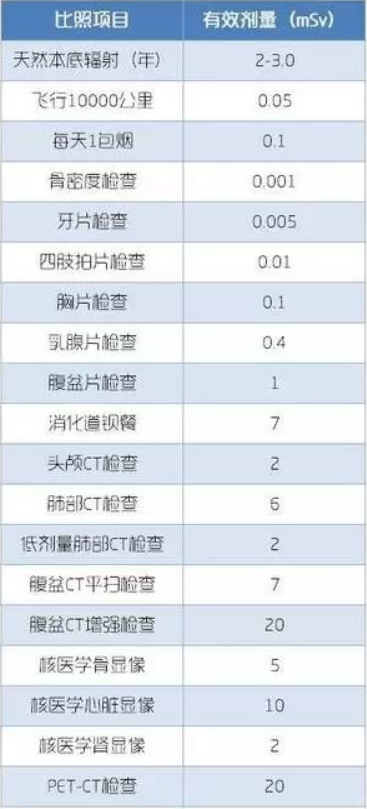 比照项目 有效剂量（mSv）
天然本底辐射（年） 2-3.0
飞行10000公里 0.05
每天1包烟 0.1
骨密度检查 0.001
牙片检查 0.005
四肢拍片检查 0.01
胸片检查 0.1
乳腺片检查 0.4
腹盆片检查 1
消化道钡餐 7
头颅CT检查 2
肺部CT检查 6
低剂量肺部CT检查 2
腹盆CT平扫检查 7
腹盆CT增强检查 20
核医学骨显像 5
核医学心脏显像 10
核医学肾显像 2
PET-CT检查 20